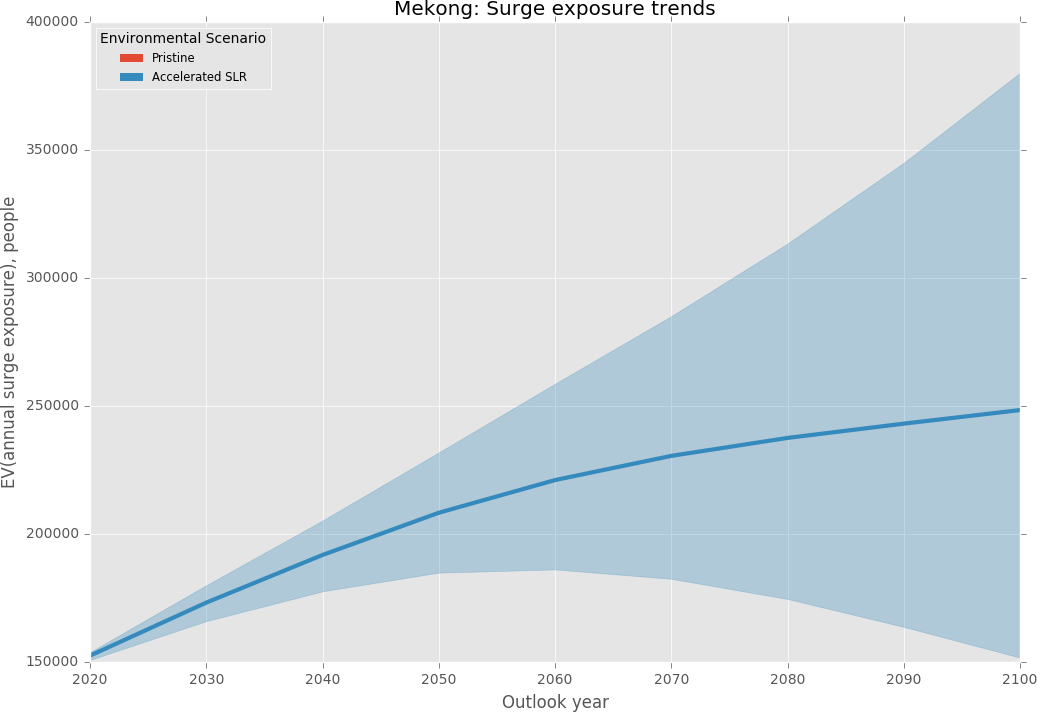 Mekong: Surge exposure trends
400000
350000
300000
250000
200000
150000
EV(annual surge exposure), people
Environmental Scenario
Pristine
Accelerated SLR
2020 2030 2040 2050 2060 2070 2080 2090 2100
Outlook year